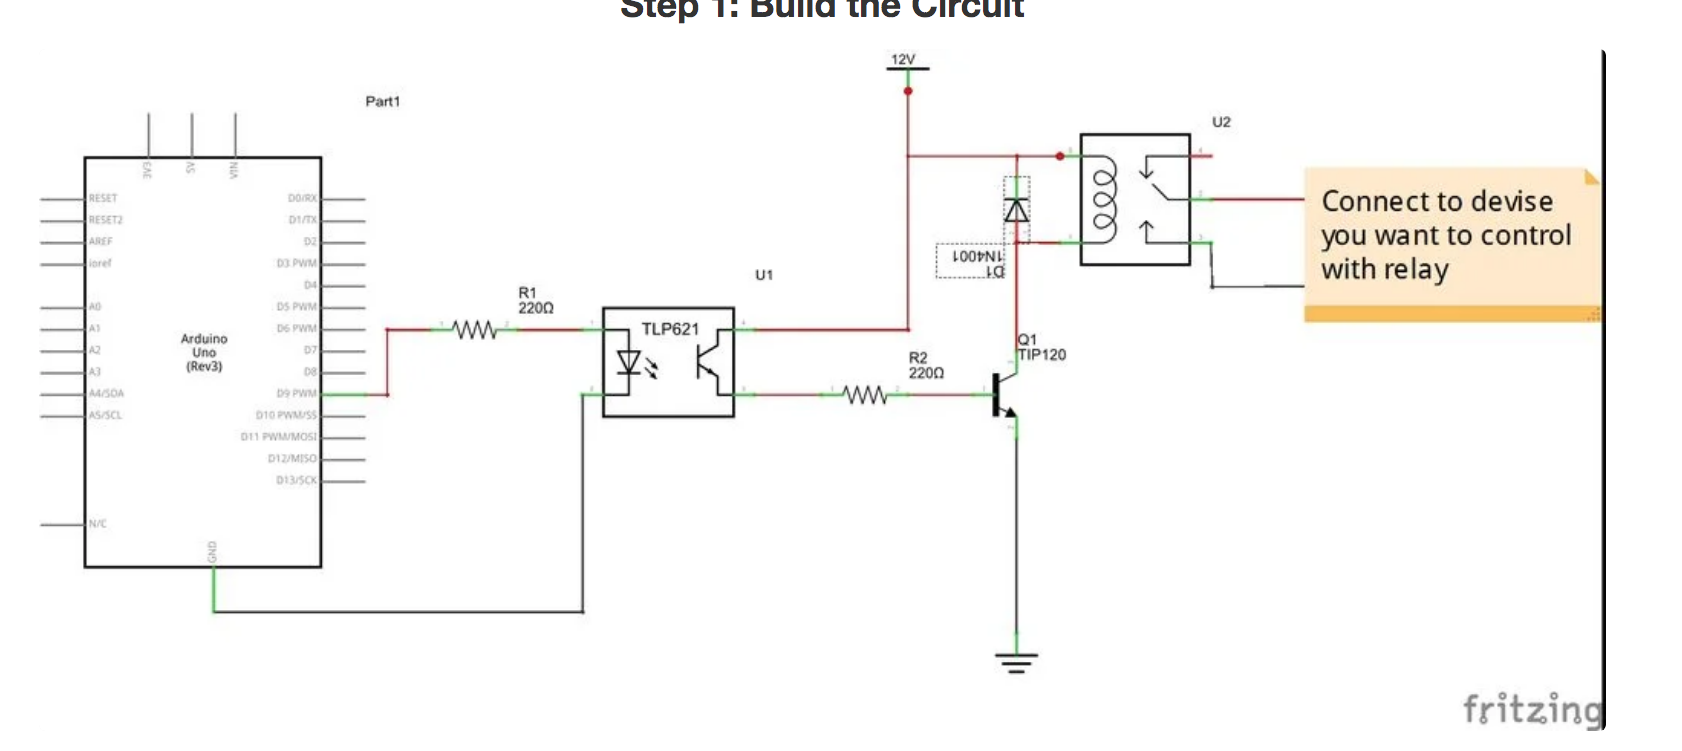 Step 1: Build the Circuit
12V
Part1
U2
3V3
5V
VIN
RESET
RESET2
AREF
ioref
A0
A1
A2
A3
A4/SDA
A5/SCL
N/C
D0/RX
D1/TX
D2
D3 PWM
D4
D5 PWM
D6 PWM
D7
D8
D9 PWM
D10 PWM/SS
D11 PWM/MOSI
D12/MISO
D13/SCK
Arduino
Uno
(Rev3)
GND
R1
220Ω
U1
TLP621
R2
220Ω
D1
1N4001
Q1
TIP120
Connect to devise
you want to control
with relay
fritzing